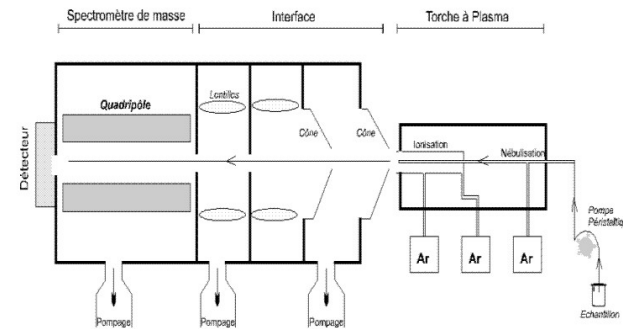 Spectromètre de masse
Interface
Torche à Plasma
Quadripôle
Lentilles
Cône
Cône
Ionisation
Nébulisation
Détecteur
Pompe
Péristaltiq
Ar
Ar
Ar
Pompage
Pompage
Pompage
Echantillon